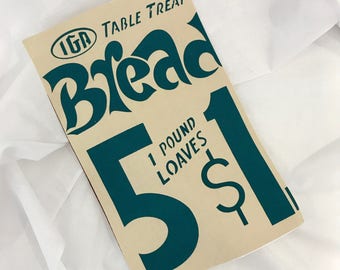 IGA TABLE TREAT
Bread
5 1 POUND LOAVES $1